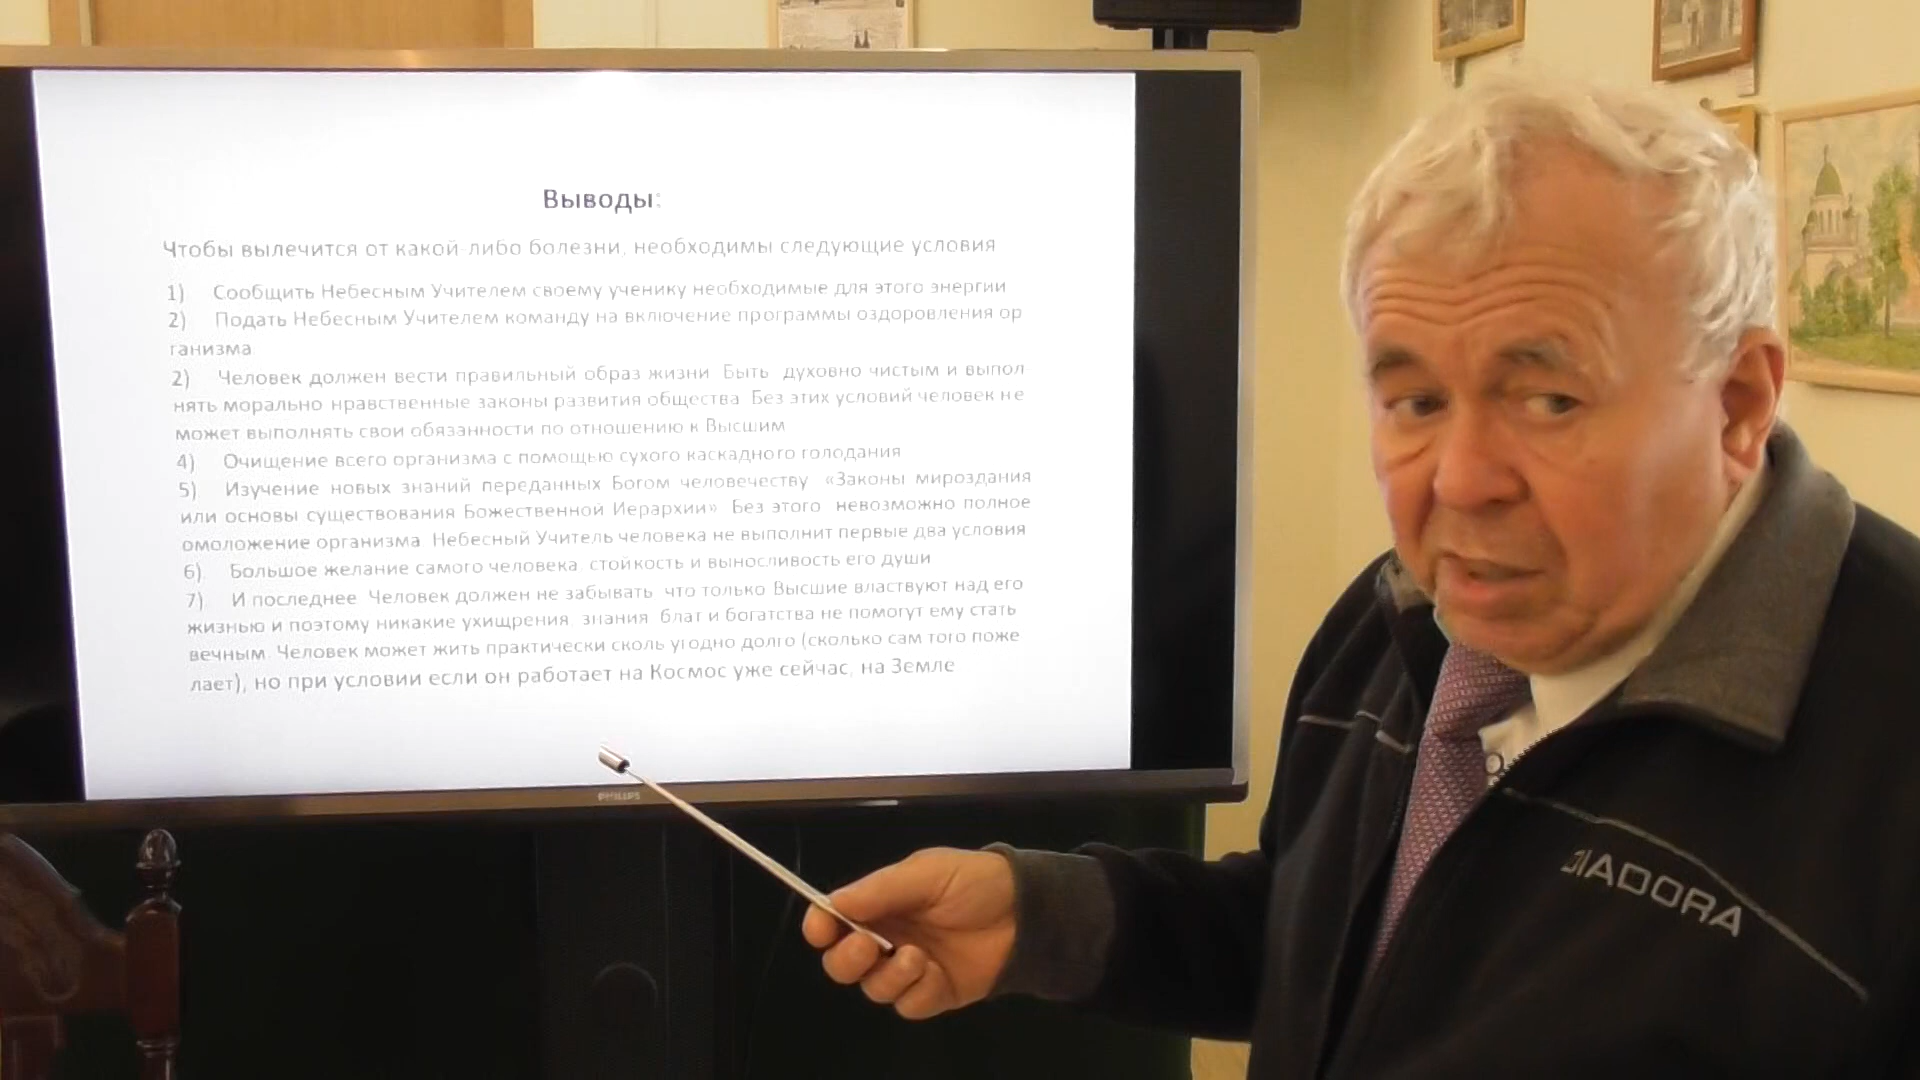 Выводы:
Чтобы вылечится от какой-либо болезни, необходимы следующие условия
1) Сообщить Небесным Учителем своему ученику необходимые для этого энергии
2) Подать Небесным Учителем команду на включение программы оздоровления ор
ганизма
2) Человек должен вести правильный образ жизни Быть духовно чистым и выпол
нять морально нравственные законы развития общества Без этих условий человек не
может выполнять свои обязанности по отношению к Высшим
4) Очищение всего организма с помощью сухого каскадного голодания
5) Изучение новых знаний переданных Богом человечеству «Законы мироздания
или основы существования Божественной Иерархии» Без этого невозможно полное
омоложение организма Небесный Учитель человека не выполнит первые два условия
6) Большое желание самого человека, стойкость и выносливость его души
7) И последнее Человек должен не забывать что только Высшие властвуют над его
жизнью и поэтому никакие ухищрения, знания благ и богатства не помогут ему стать
вечным. Человек может жить практически сколь угодно долго (сколько сам того поже
лает), но при условии если он работает на Космос уже сейчас, на Земле
PHILIPS
DIADORA